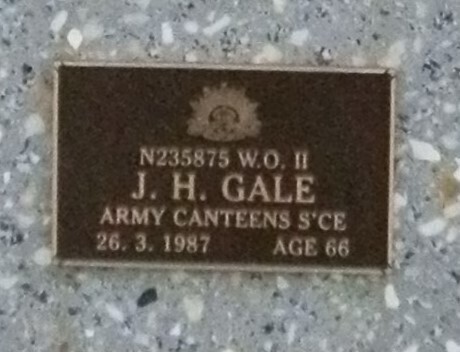 N235875 W.O. II
J. H. GALE
ARMY CANTEENS S'CE
26. 3. 1987 AGE 66